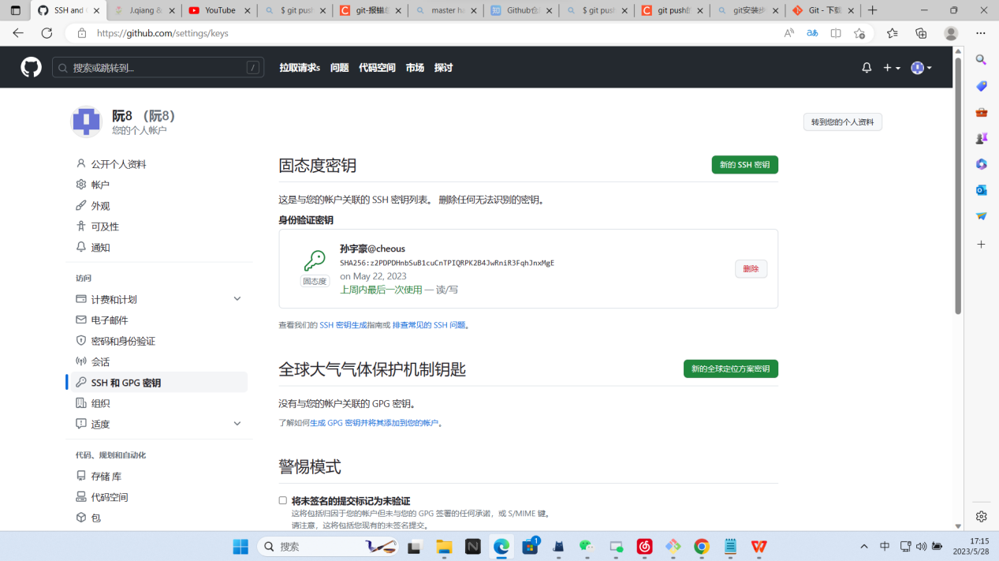 SSH and
J.qiang &
YouTube
$ git pus
git-报错
master ha
Github仓
$ git pus
git push的
git安装步
Git - 下载
https://github.com/settings/keys
搜索或跳转到...
/
拉取请求s 问题 代码空间 市场 探讨
阮8 （阮8）
您的个人帐户
转到您的个人资料
公开个人资料
帐户
外观
可及性
通知
访问
计费和计划
电子邮件
密码和身份验证
会话
SSH 和 GPG 密钥
组织
适度
代码、规划和自动化
存储 库
代码空间
包
固态度密钥
新的 SSH 密钥
这是与您的帐户关联的 SSH 密钥列表。 删除任何无法识别的密钥。
身份验证密钥
孙宇豪@cheous
SHA256:z2PDPDHnbSuB1cuCnTPIQRPK2B4JwRniR3FqhJnxMgE
固态度
on May 22, 2023
上周内最后一次使用 — 读/写
删除
查看我们的 SSH 密钥生成指南或 排查常见的 SSH 问题。
全球大气气体保护机制钥匙
新的全球定位方案密钥
没有与您的帐户关联的 GPG 密钥。
了解如何生成 GPG 密钥并将其添加到您的帐户。
警惕模式
将未签名的提交标记为未验证
这将包括归因于您的帐户但未与您的 GPG 签署的任何承诺，或 S/MIME 键。
请注意，这将包括您现有的未签名提交。
搜索
1
中
17:15
2023/5/28